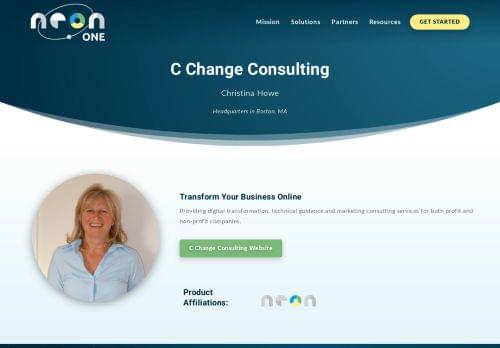 neon ONE
Mission Solutions Partners Resources GET STARTED
C Change Consulting
Christina Howe
Headquarters in Boston, MA
Transform Your Business Online
Providing digital transformation, technical guidance and marketing consulting services for both profit and
non-profit companies.
C Change Consulting Website
Product
Affiliations:
neon